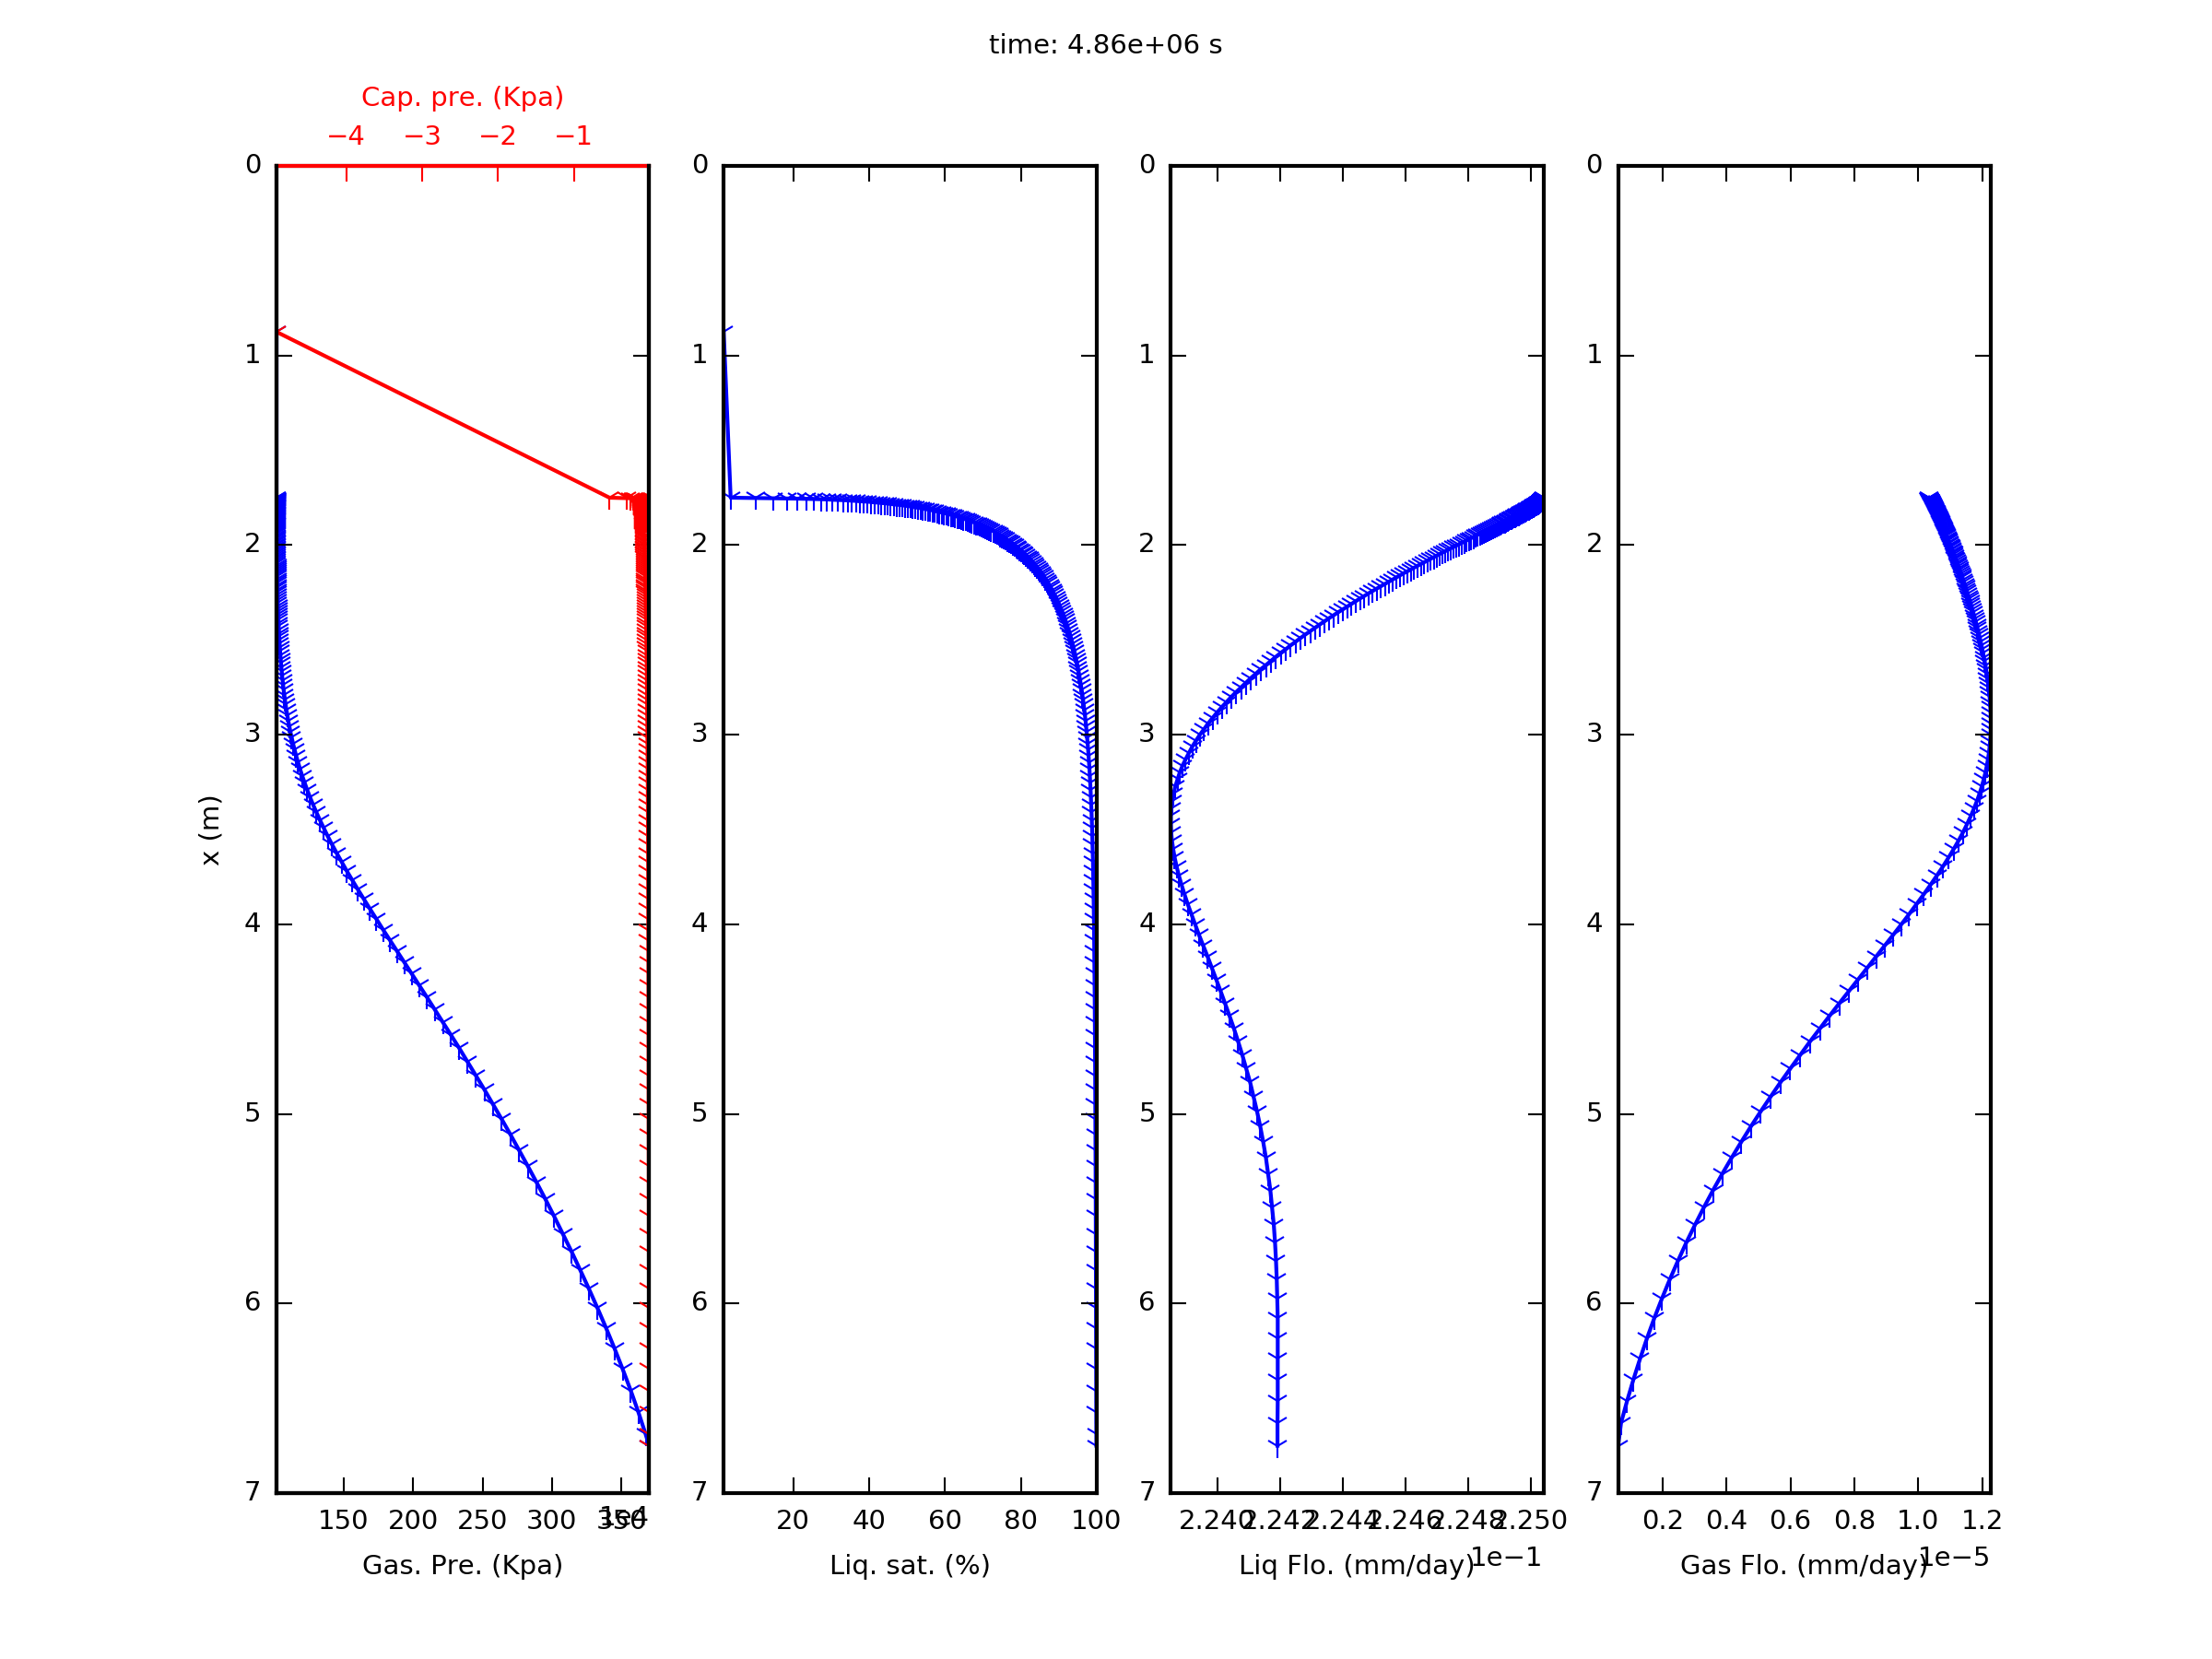 time: 4.86e+06 s
Cap. pre. (Kpa)
−4 −3 −2 −1
0 0 0 0
1 1 1 1
2 2 2 2
3 3 3 3
x (m)
4 4 4 4
5 5 5 5
6 6 6 6
7 7 7 7
150 200 250 300 350 1e4 20 40 60 80 100 2.240 2.242 2.244 2.246 2.248 2.250 0.2 0.4 0.6 0.8 1.0 1.2
Gas. Pre. (Kpa) Liq. sat. (%) Liq Flo. (mm/day) 1e−1 Gas Flo. (mm/day) 1e−5